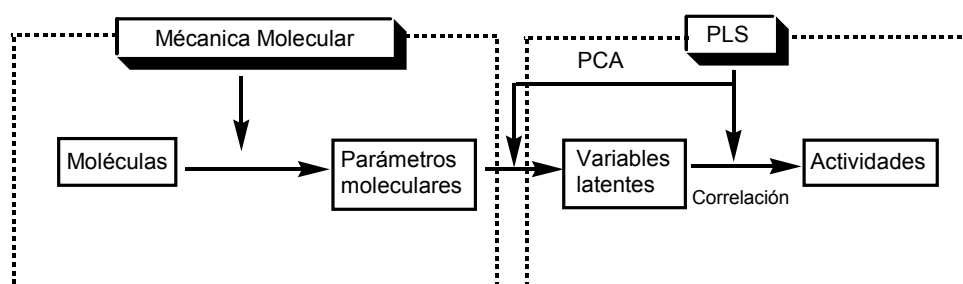 Mécanica Molecular
PLS
PCA
Moléculas
Parámetros
moleculares
Variables
latentes
Correlación
Actividades